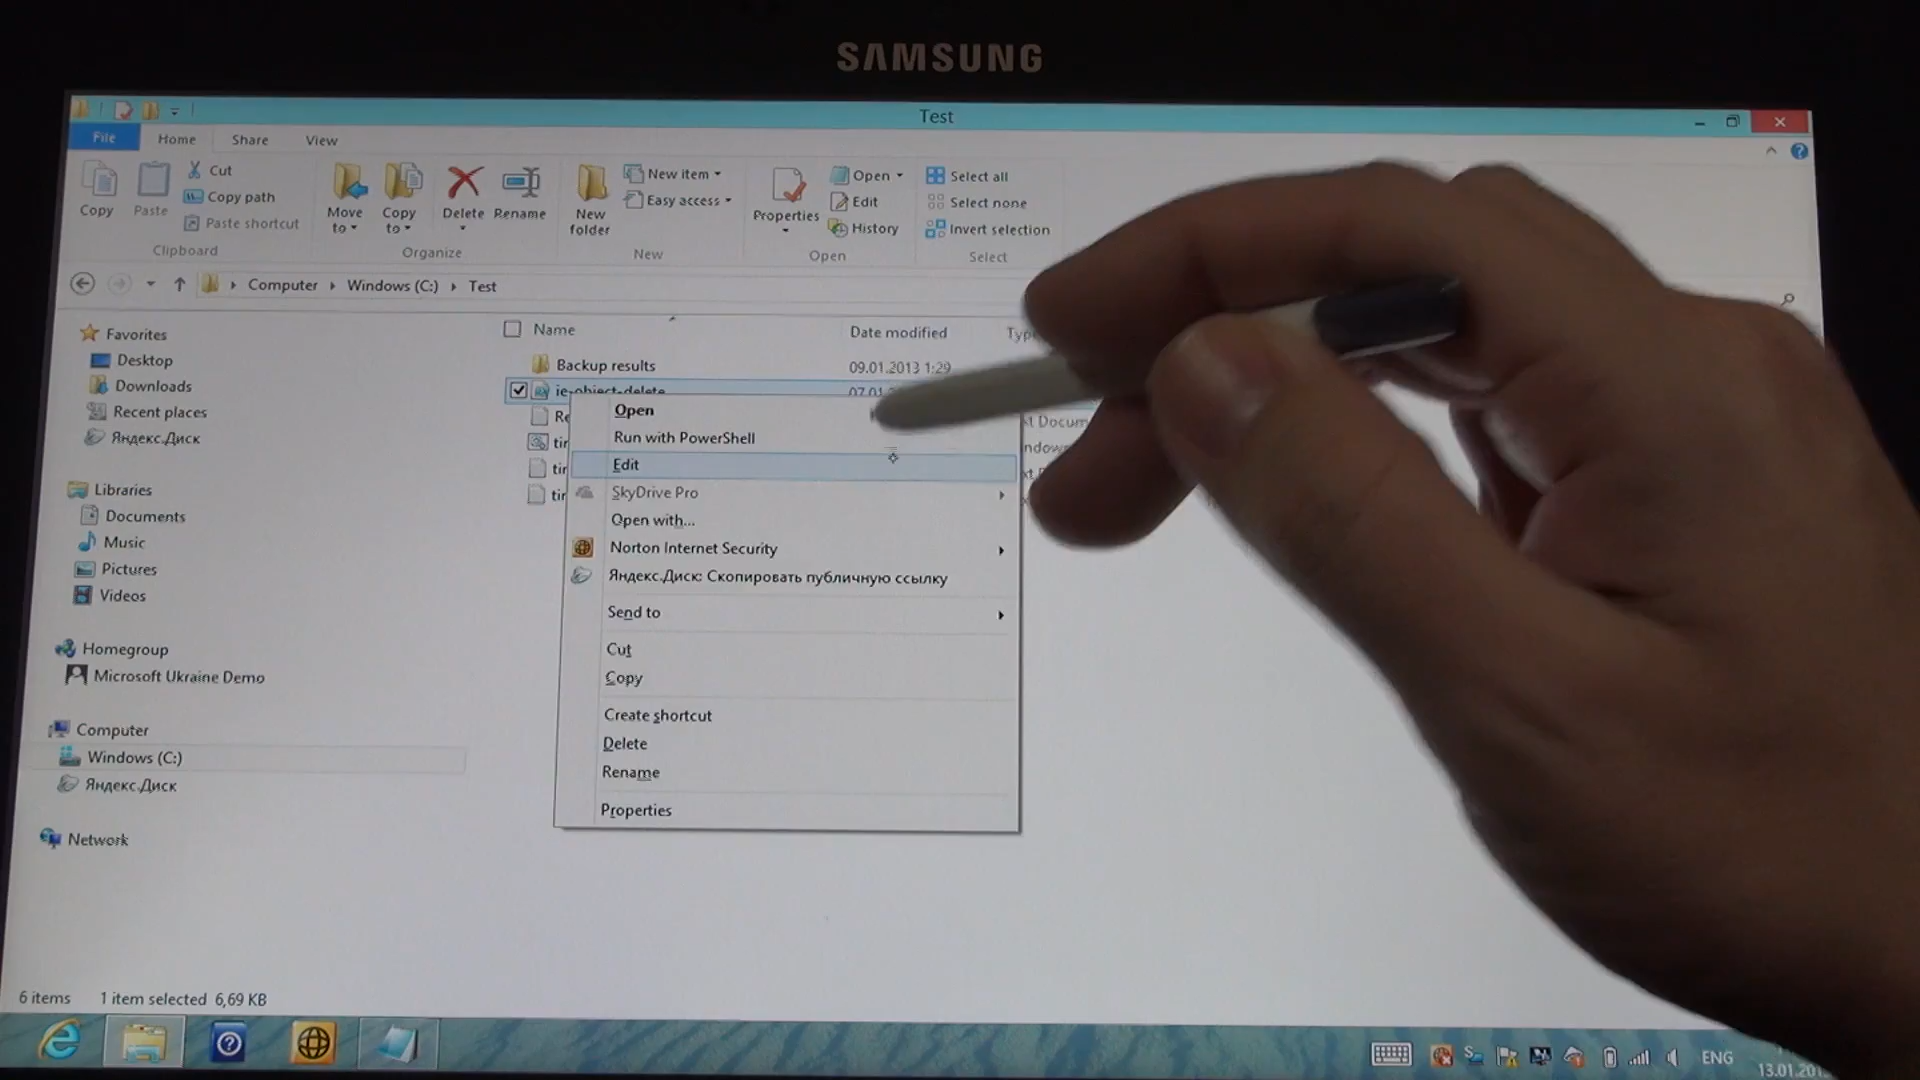 SAMSUNG
Test
File
Home
Share
View
Copy
Paste
Cut
Copy path
Paste shortcut
Clipboard
Move to
Copy to
Delete
Rename
Organize
New folder
New item
Easy access
New
Properties
Open
Edit
History
Open
Select all
Select none
Invert selection
Select
Computer
Windows (C:)
Test
Favorites
Desktop
Downloads
Recent places
Яндекс.Диск
Libraries
Documents
Music
Pictures
Videos
Homegroup
Microsoft Ukraine Demo
Computer
Windows (C:)
Яндекс.Диск
Network
Name
Date modified
Backup results
09.01.2013 1:29
ie-object-delete
07.01
Open
Run with PowerShell
Edit
SkyDrive Pro
Open with...
Norton Internet Security
Яндекс.Диск: Скопировать публичную ссылку
Send to
Cut
Copy
Create shortcut
Delete
Rename
Properties
6 items
1 item selected 6,69 KB
ENG